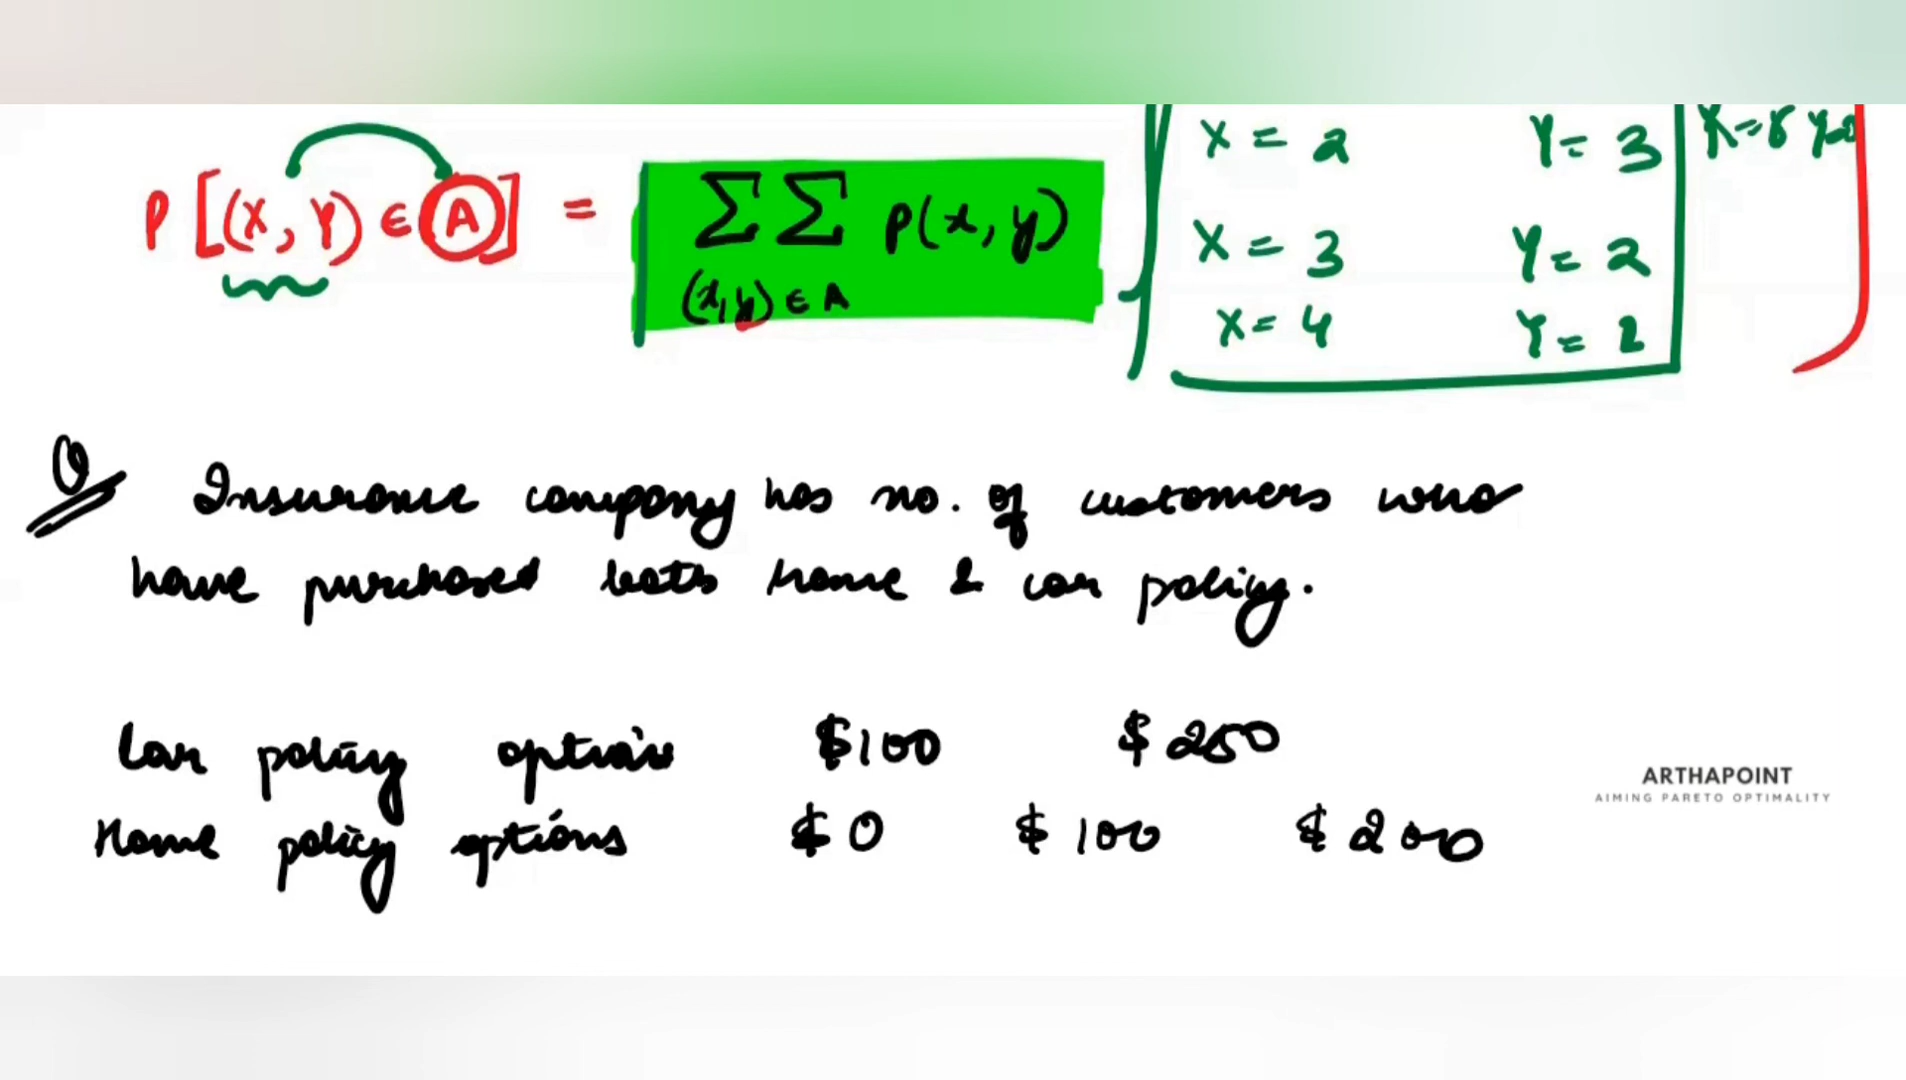 X = 2 Y = 3
P[(X, Y) ∈ A] = ΣΣ p(x, y)
(x,y) ∈ A
X = 3 Y = 2
X = 4 Y = 1
Q Insurance company has no. of customers who
have purchased both home & car policy.
Car policy options $100 $250
Home policy options $0 $100 $200
ARTHAPOINT
AIMING PARETO OPTIMALITY